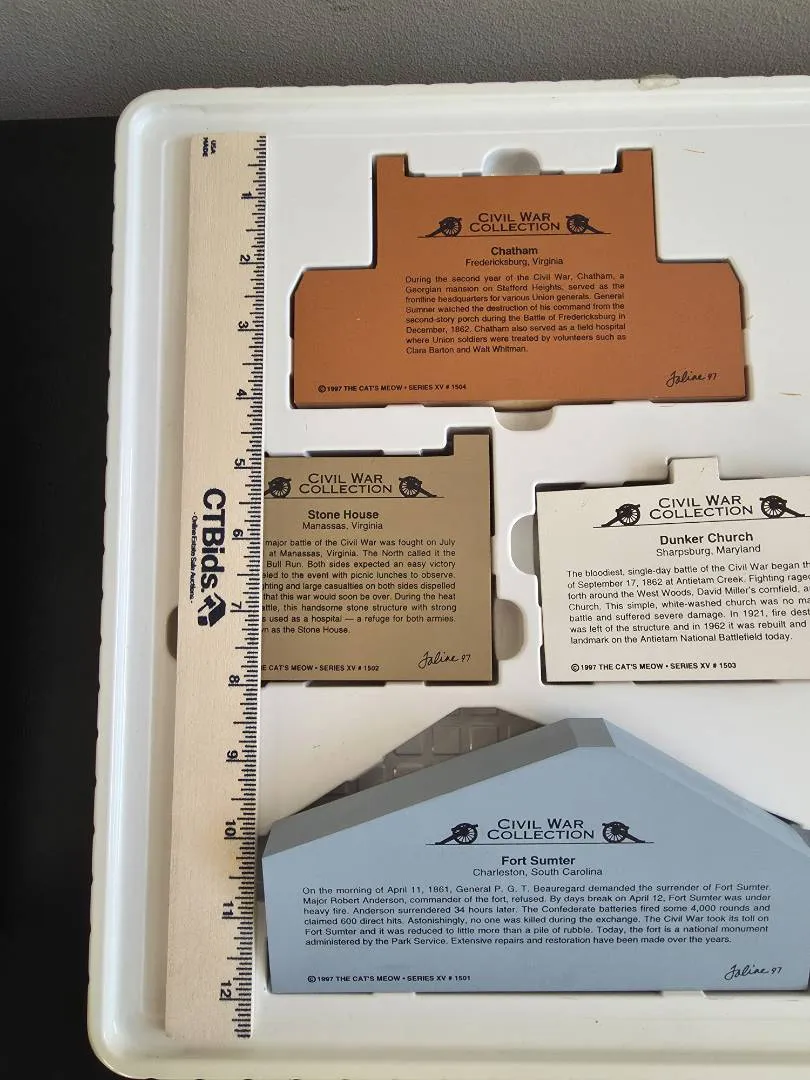 USA
MADE
1
2
3
4
5
6
7
8
9
10
11
12
CTBids
- Online Estate Sale Auctions -
CIVIL WAR
COLLECTION
Chatham
Fredericksburg, Virginia
During the second year of the Civil War, Chatham, a
Georgian mansion on Stafford Heights, served as the
frontline headquarters for various Union generals. General
Sumner watched the destruction of his command from the
second-story porch during the Battle of Fredericksburg in
December, 1862. Chatham also served as a field hospital
where Union soldiers were treated by volunteers such as
Clara Barton and Walt Whitman.
© 1997 THE CAT'S MEOW • SERIES XV # 1504
Faline 97
CIVIL WAR
COLLECTION
Stone House
Manassas, Virginia
major battle of the Civil War was fought on July
at Manassas, Virginia. The North called it the
Bull Run. Both sides expected an easy victory
to the event with picnic lunches to observe.
and large casualties on both sides dispelled
that this war would soon be over. During the heat
this handsome stone structure with strong
used as a hospital — a refuge for both armies.
as the Stone House.
CAT'S MEOW • SERIES XV # 1502
Faline 97
CIVIL WAR
COLLECTION
Dunker Church
Sharpsburg, Maryland
The bloodiest, single-day battle of the Civil War began
of September 17, 1862 at Antietam Creek. Fighting
forth around the West Woods, David Miller's cornfield,
Church. This simple, white-washed church was no
battle and suffered severe damage. In 1921, fire
was left of the structure and in 1962 it was rebuilt and
landmark on the Antietam National Battlefield today.
© 1997 THE CAT'S MEOW • SERIES XV # 1503
CIVIL WAR
COLLECTION
Fort Sumter
Charleston, South Carolina
On the morning of April 11, 1861, General P. G. T. Beauregard demanded the surrender of Fort Sumter.
Major Robert Anderson, commander of the fort, refused. By days break on April 12, Fort Sumter was under
heavy fire. Anderson surrendered 34 hours later. The Confederate batteries fired some 4,000 rounds and
claimed 600 direct hits. Astonishingly, no one was killed during the exchange. The Civil War took its toll on
Fort Sumter and it was reduced to little more than a pile of rubble. Today, the fort is a national monument
administered by the Park Service. Extensive repairs and restoration have been made over the years.
© 1997 THE CAT'S MEOW • SERIES XV # 1501
Faline 97